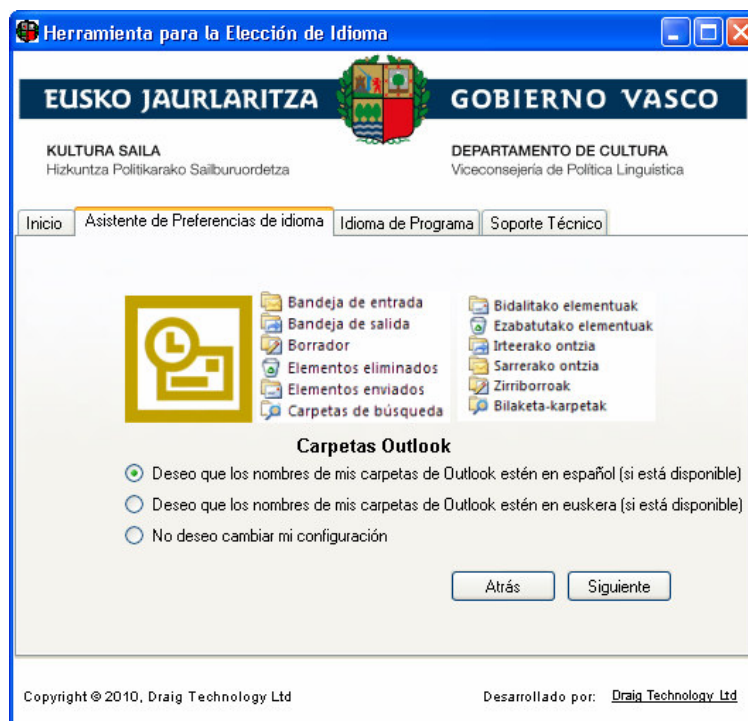 Herramienta para la Elección de Idioma
EUSKO JAURLARITZA
GOBIERNO VASCO
KULTURA SAILA
Hizkuntza Politikarako Sailburuordetza
DEPARTAMENTO DE CULTURA
Viceconsejería de Política Linguística
Inicio
Asistente de Preferencias de idioma
Idioma de Programa
Soporte Técnico
Bandeja de entrada
Bandeja de salida
Borrador
Elementos eliminados
Elementos enviados
Carpetas de búsqueda
Bidalitako elementuak
Ezabatutako elementuak
Irteerako ontzia
Sarrerako ontzia
Zirriborroak
Bilaketa-karpetak
Carpetas Outlook
Deseo que los nombres de mis carpetas de Outlook estén en español (si está disponible)
Deseo que los nombres de mis carpetas de Outlook estén en euskera (si está disponible)
No deseo cambiar mi configuración
Atrás
Siguiente
Copyright © 2010, Draig Technology Ltd
Desarrollado por: Draig Technology Ltd